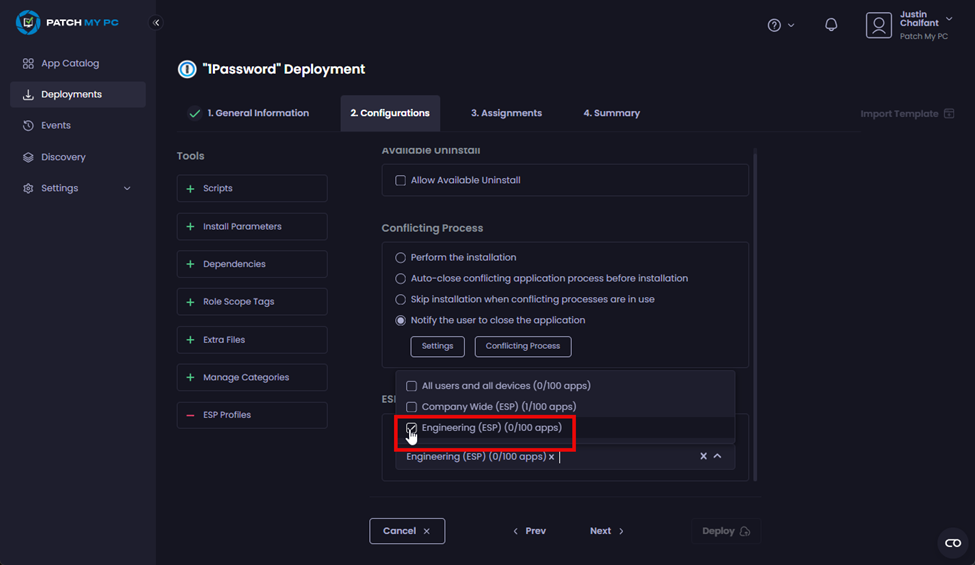 PATCH MY PC
Justin
Chalfant
Patch My PC
App Catalog
Deployments
Events
Discovery
Settings
"1Password" Deployment
1. General Information
2. Configurations
3. Assignments
4. Summary
Import Template
Tools
Scripts
Install Parameters
Dependencies
Role Scope Tags
Extra Files
Manage Categories
ESP Profiles
Available Uninstall
Allow Available Uninstall
Conflicting Process
Perform the installation
Auto-close conflicting application process before installation
Skip installation when conflicting processes are in use
Notify the user to close the application
Settings
Conflicting Process
ES
All users and all devices (0/100 apps)
Company Wide (ESP) (1/100 apps)
Engineering (ESP) (0/100 apps)
Engineering (ESP) (0/100 apps) x
Cancel
Prev
Next
Deploy